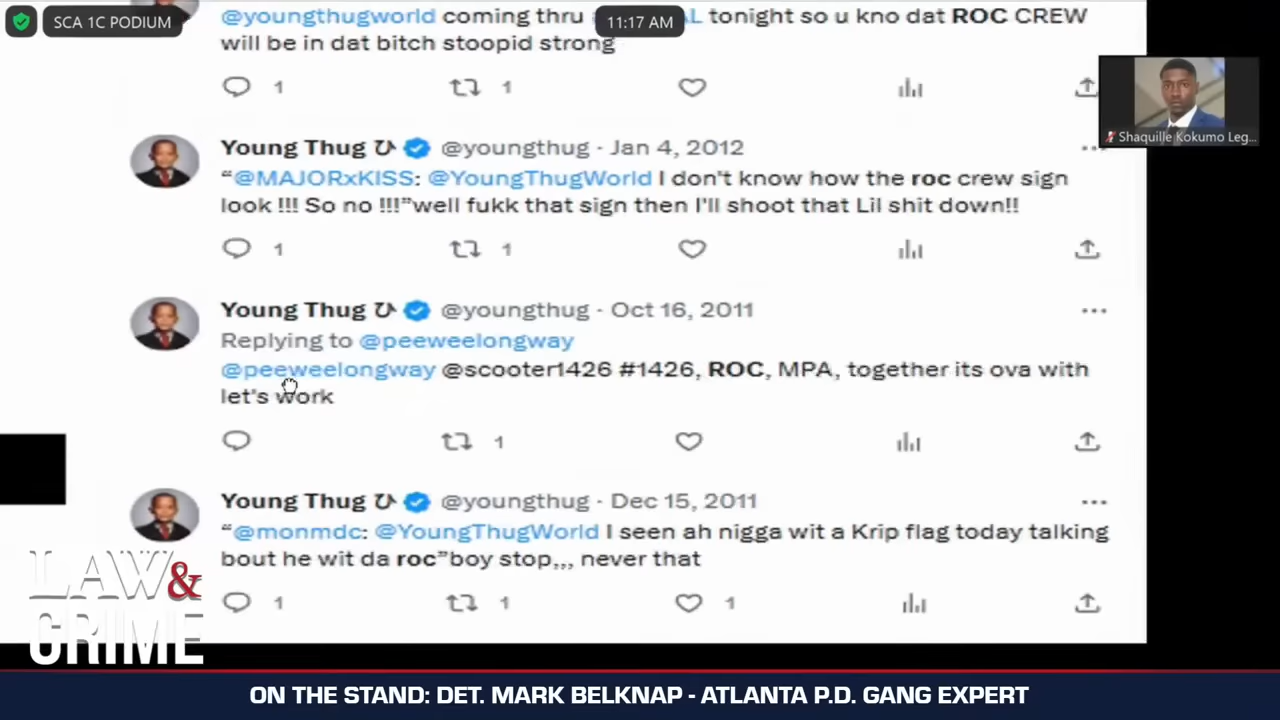 SCA 1C PODIUM
11:17 AM
@youngthugworld coming thru AL tonight so u kno dat ROC CREW
will be in dat bitch stoopid strong
1 1
Shaquille Kokumo Leg...
Young Thug ひ @youngthug · Jan 4, 2012 ...
“@MAJORxKISS: @YoungThugWorld I don't know how the roc crew sign
look !!! So no !!!”well fukk that sign then I'll shoot that Lil shit down!!
1 1
Young Thug ひ @youngthug · Oct 16, 2011 ...
Replying to @peeweelongway
@peeweelongway @scooter1426 #1426, ROC, MPA, together its ova with
let's work
1
Young Thug ひ @youngthug · Dec 15, 2011 ...
“@monmdc: @YoungThugWorld I seen ah nigga wit a Krip flag today talking
bout he wit da roc”boy stop,,, never that
1 1 1
LAW&
CRIME
ON THE STAND: DET. MARK BELKNAP - ATLANTA P.D. GANG EXPERT